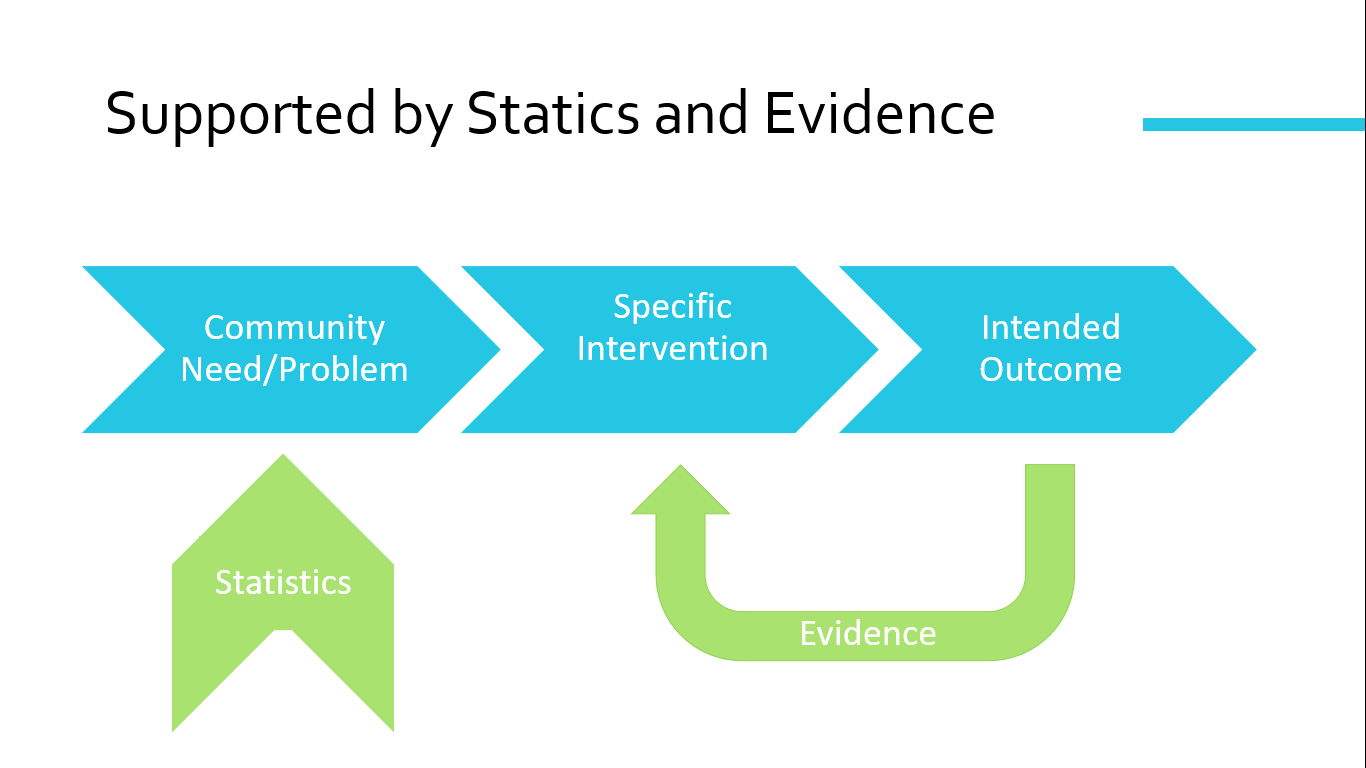 Supported by Statics and Evidence
Community
Need/Problem
Specific
Intervention
Intended
Outcome
Statistics
Evidence